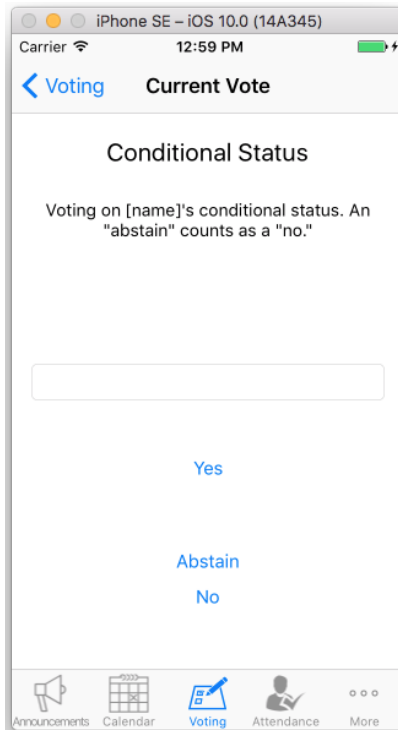 iPhone SE – iOS 10.0 (14A345)
Carrier 12:59 PM
Voting Current Vote
Conditional Status
Voting on [name]'s conditional status. An
"abstain" counts as a "no."
Yes
Abstain
No
Announcements Calendar Voting Attendance More